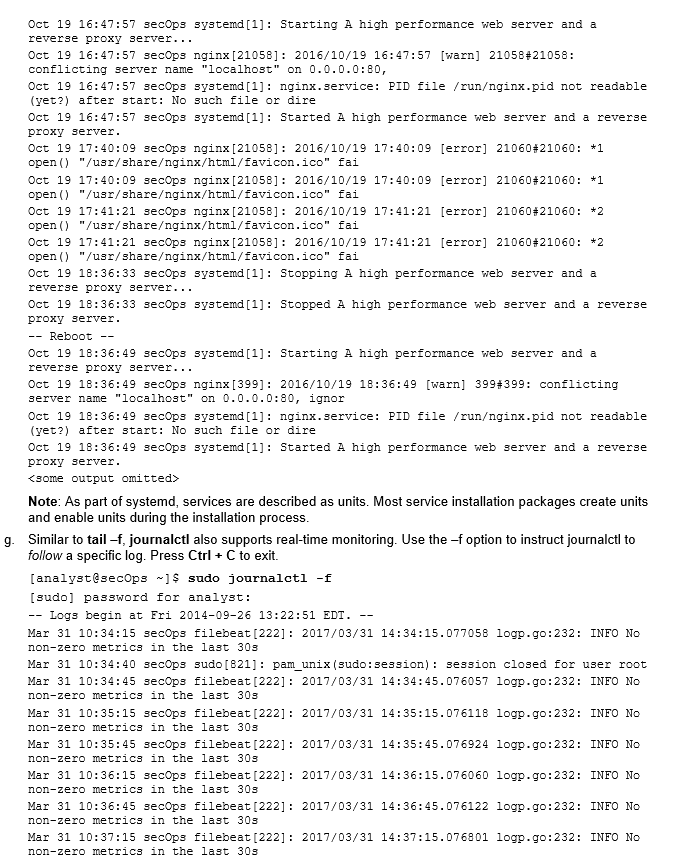 Oct 19 16:47:57 secOps systemd[1]: Starting A high performance web server and a
reverse proxy server...
Oct 19 16:47:57 secOps nginx[21058]: 2016/10/19 16:47:57 [warn] 21058#21058:
conflicting server name "localhost" on 0.0.0.0:80,
Oct 19 16:47:57 secOps systemd[1]: nginx.service: PID file /run/nginx.pid not readable
(yet?) after start: No such file or dire
Oct 19 16:47:57 secOps systemd[1]: Started A high performance web server and a reverse
proxy server.
Oct 19 17:40:09 secOps nginx[21058]: 2016/10/19 17:40:09 [error] 21060#21060: *1
open() "/usr/share/nginx/html/favicon.ico" fai
Oct 19 17:40:09 secOps nginx[21058]: 2016/10/19 17:40:09 [error] 21060#21060: *1
open() "/usr/share/nginx/html/favicon.ico" fai
Oct 19 17:41:21 secOps nginx[21058]: 2016/10/19 17:41:21 [error] 21060#21060: *2
open() "/usr/share/nginx/html/favicon.ico" fai
Oct 19 17:41:21 secOps nginx[21058]: 2016/10/19 17:41:21 [error] 21060#21060: *2
open() "/usr/share/nginx/html/favicon.ico" fai
Oct 19 18:36:33 secOps systemd[1]: Stopping A high performance web server and a
reverse proxy server...
Oct 19 18:36:33 secOps systemd[1]: Stopped A high performance web server and a reverse
proxy server.
-- Reboot --
Oct 19 18:36:49 secOps systemd[1]: Starting A high performance web server and a
reverse proxy server...
Oct 19 18:36:49 secOps nginx[399]: 2016/10/19 18:36:49 [warn] 399#399: conflicting
server name "localhost" on 0.0.0.0:80, ignor
Oct 19 18:36:49 secOps systemd[1]: nginx.service: PID file /run/nginx.pid not readable
(yet?) after start: No such file or dire
Oct 19 18:36:49 secOps systemd[1]: Started A high performance web server and a reverse
proxy server.
<some output omitted>
Note: As part of systemd, services are described as units. Most service installation packages create units
and enable units during the installation process.
g. Similar to tail –f, journalctl also supports real-time monitoring. Use the –f option to instruct journalctl to
follow a specific log. Press Ctrl + C to exit.
[analyst@secOps ~]$ sudo journalctl -f
[sudo] password for analyst:
-- Logs begin at Fri 2014-09-26 13:22:51 EDT. --
Mar 31 10:34:15 secOps filebeat[222]: 2017/03/31 14:34:15.077058 logp.go:232: INFO No
non-zero metrics in the last 30s
Mar 31 10:34:40 secOps sudo[821]: pam_unix(sudo:session): session closed for user root
Mar 31 10:34:45 secOps filebeat[222]: 2017/03/31 14:34:45.076057 logp.go:232: INFO No
non-zero metrics in the last 30s
Mar 31 10:35:15 secOps filebeat[222]: 2017/03/31 14:35:15.076118 logp.go:232: INFO No
non-zero metrics in the last 30s
Mar 31 10:35:45 secOps filebeat[222]: 2017/03/31 14:35:45.076924 logp.go:232: INFO No
non-zero metrics in the last 30s
Mar 31 10:36:15 secOps filebeat[222]: 2017/03/31 14:36:15.076060 logp.go:232: INFO No
non-zero metrics in the last 30s
Mar 31 10:36:45 secOps filebeat[222]: 2017/03/31 14:36:45.076122 logp.go:232: INFO No
non-zero metrics in the last 30s
Mar 31 10:37:15 secOps filebeat[222]: 2017/03/31 14:37:15.076801 logp.go:232: INFO No
non-zero metrics in the last 30s